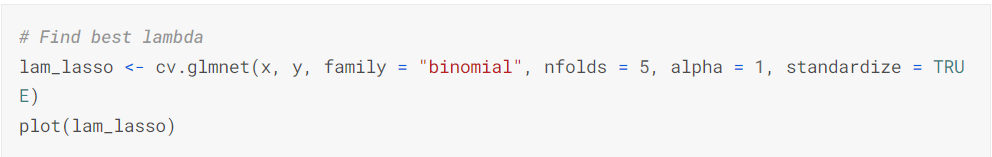 # Find best lambda
lam_lasso <- cv.glmnet(x, y, family = "binomial", nfolds = 5, alpha = 1, standardize = TRU
E)
plot(lam_lasso)